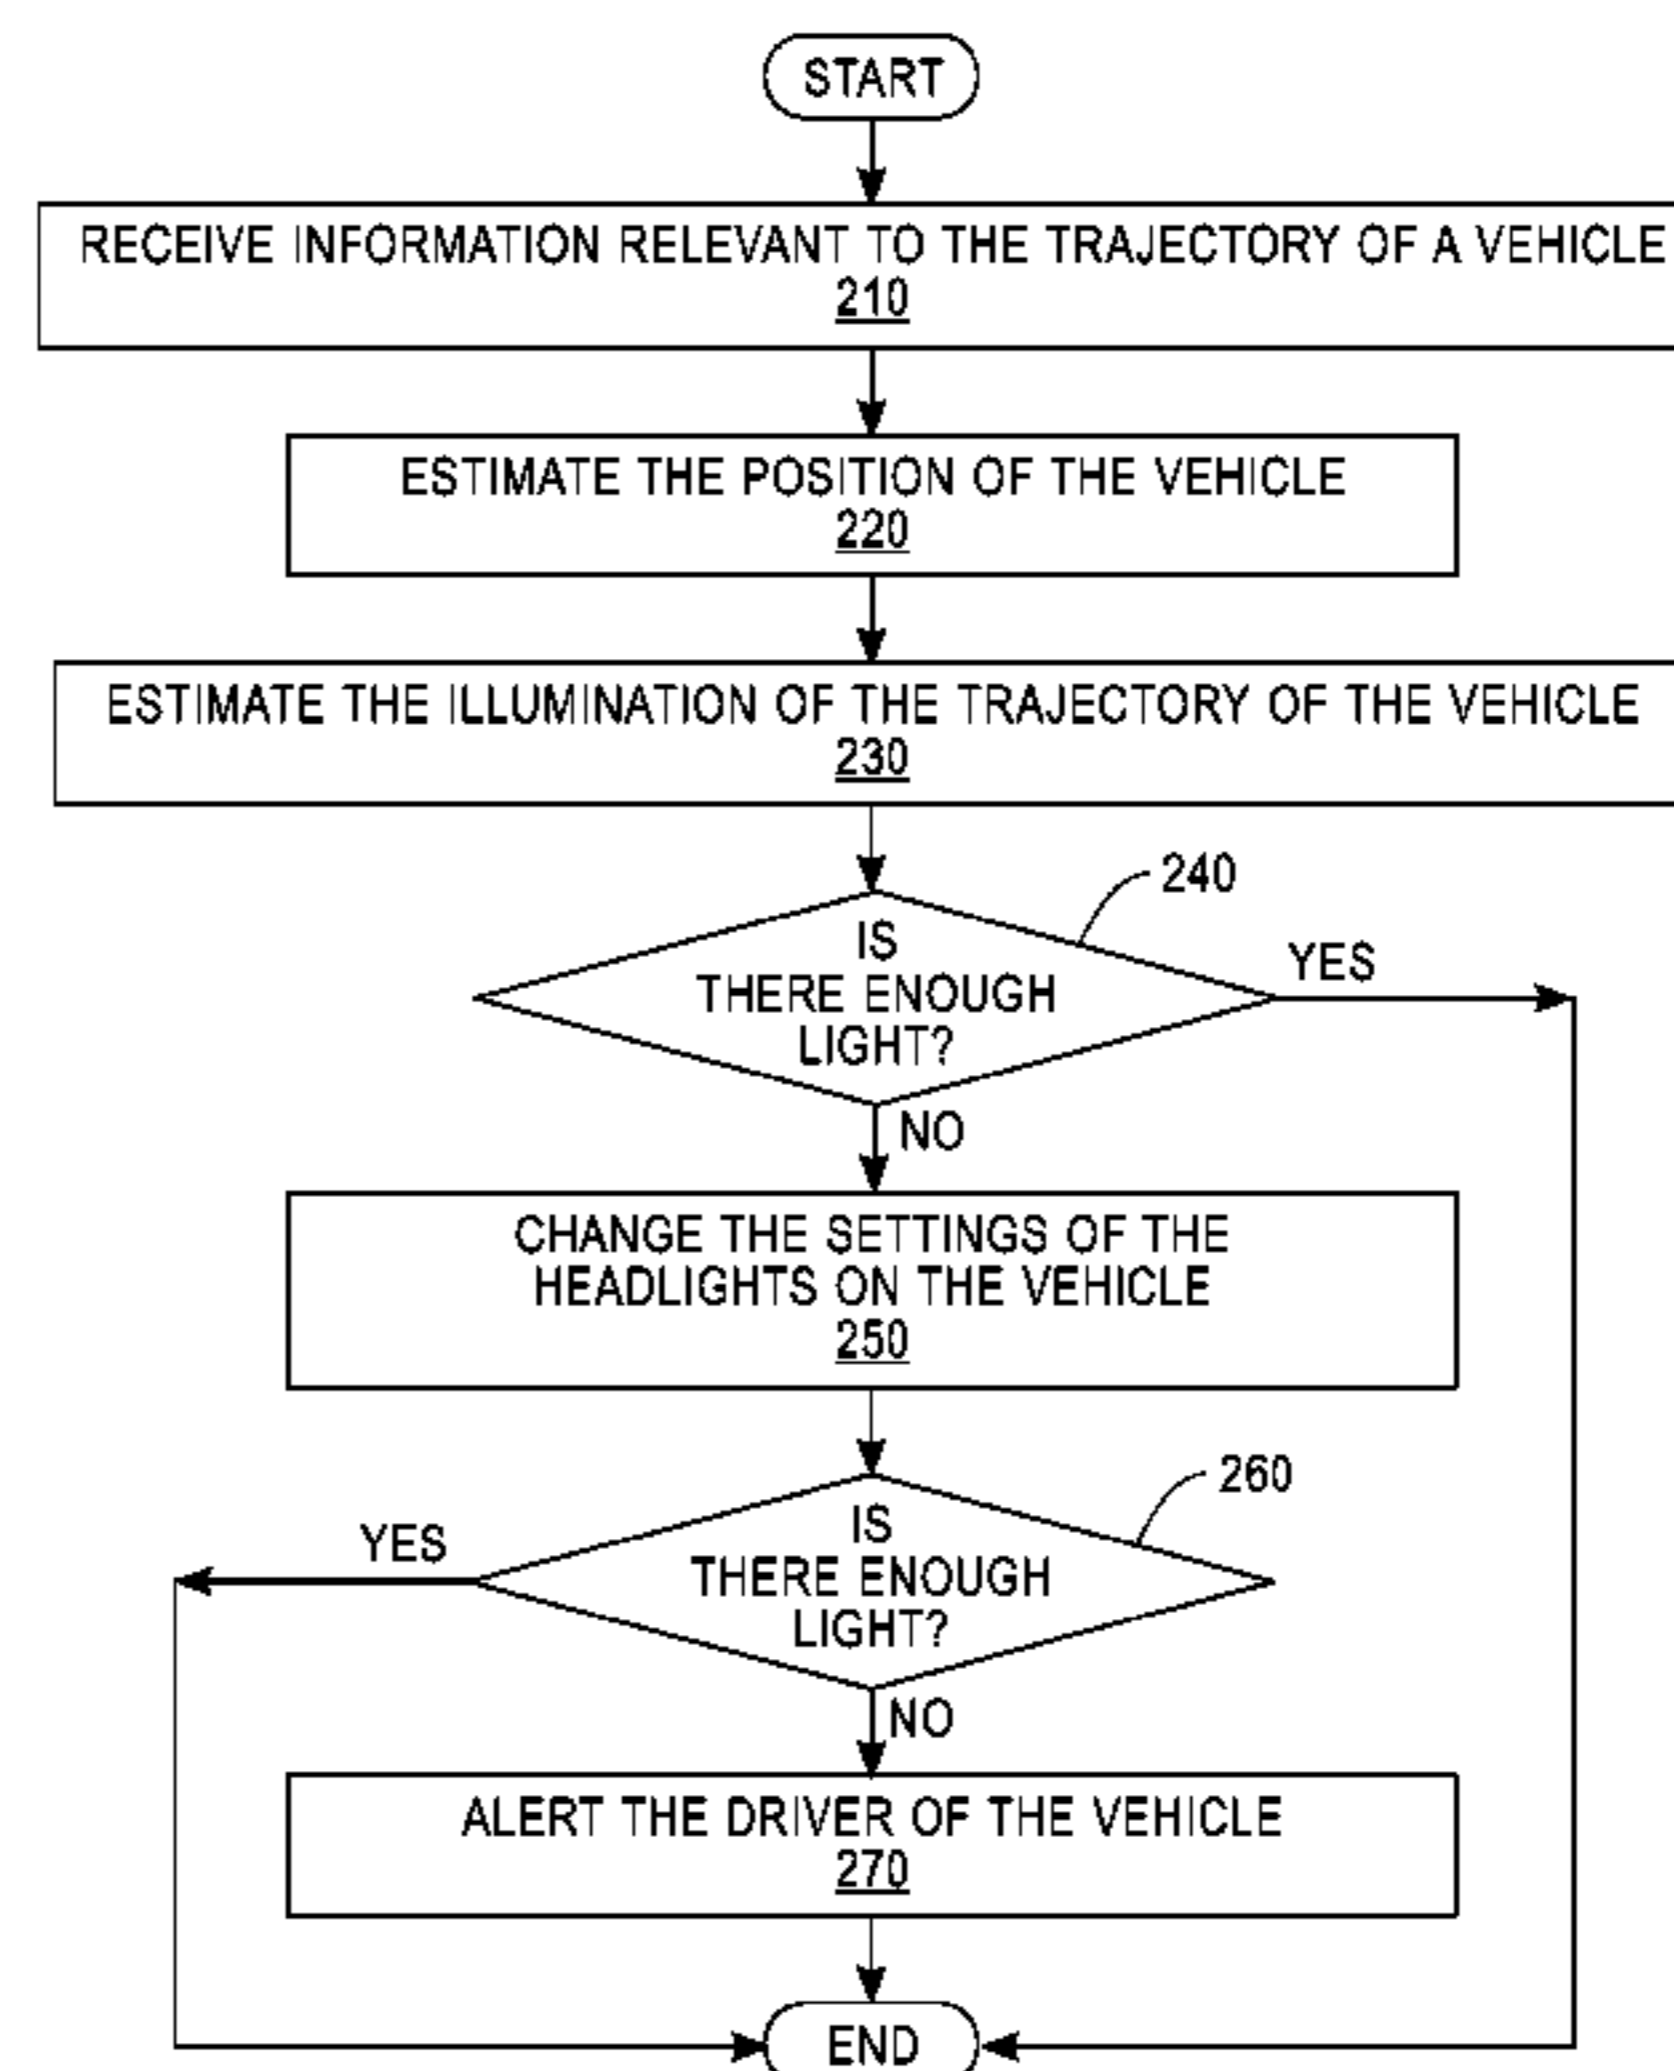 START
RECEIVE INFORMATION RELEVANT TO THE TRAJECTORY OF A VEHICLE
210
ESTIMATE THE POSITION OF THE VEHICLE
220
ESTIMATE THE ILLUMINATION OF THE TRAJECTORY OF THE VEHICLE
230
240
IS
THERE ENOUGH
LIGHT?
YES
NO
CHANGE THE SETTINGS OF THE
HEADLIGHTS ON THE VEHICLE
250
260
IS
THERE ENOUGH
LIGHT?
YES
NO
ALERT THE DRIVER OF THE VEHICLE
270
END